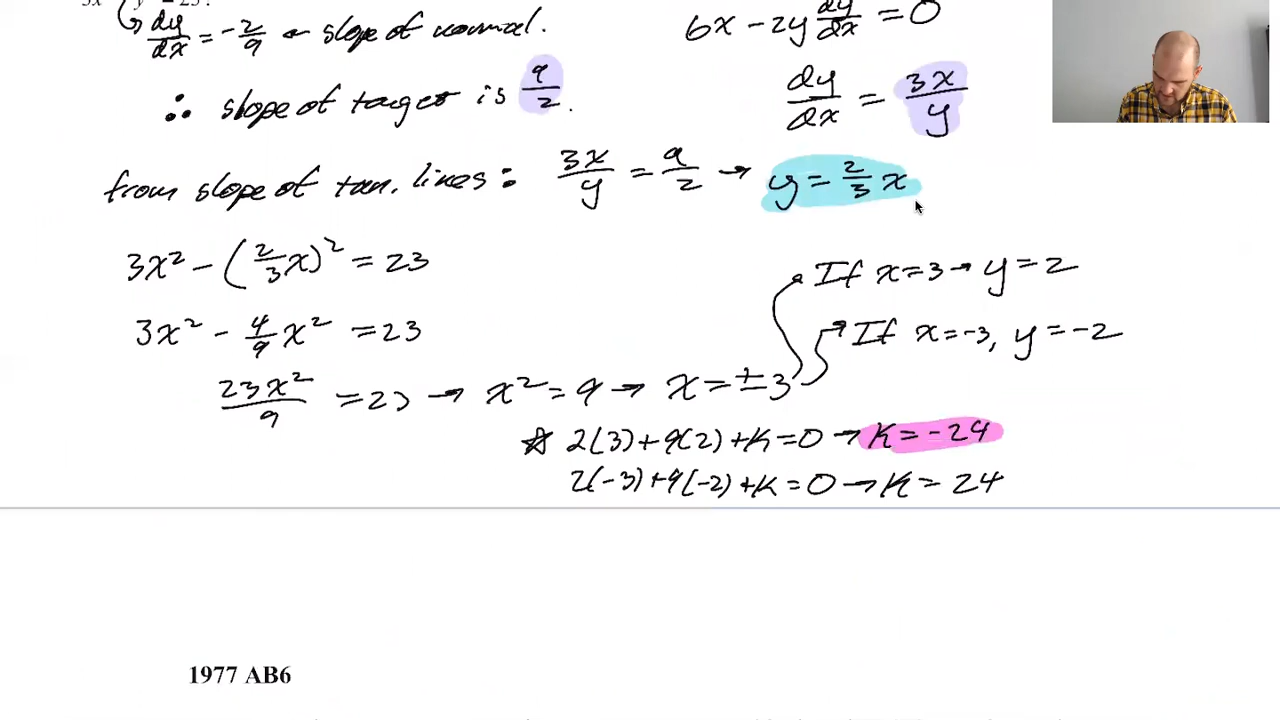 dy/dx = -2/9 ← slope of normal.
6x - 2y dy/dx = 0
∴ slope of target is 9/2.
dy/dx = 3x/y
from slope of tan. lines: 3x/y = 9/2 → y = 2/3 x
3x² - (2/3 x)² = 23
If x=3 → y=2
3x² - 4/9 x² = 23
If x=-3, y=-2
23x²/9 = 23 → x² = 9 → x = ±3
☆ 2(3)+9(2)+K=0 → K=-24
2(-3)+9(-2)+K=0 → K=24
1977 AB6